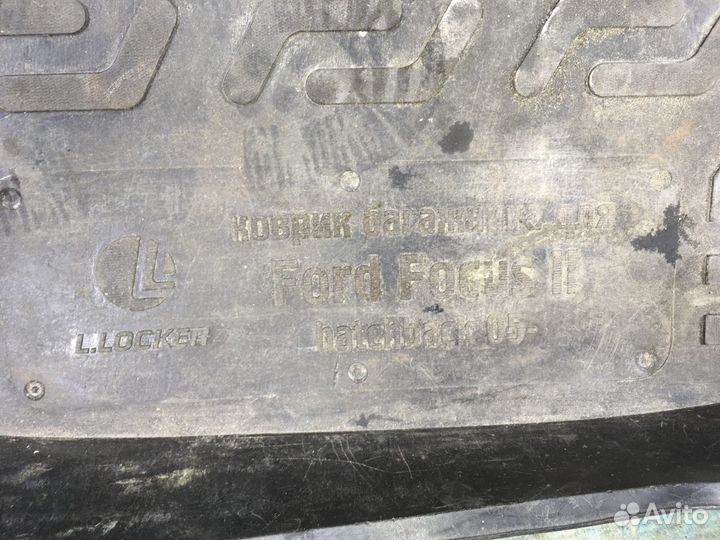 коврик багажника для
Ford Focus II
hatchback 05-
L.LOCKER
Avito